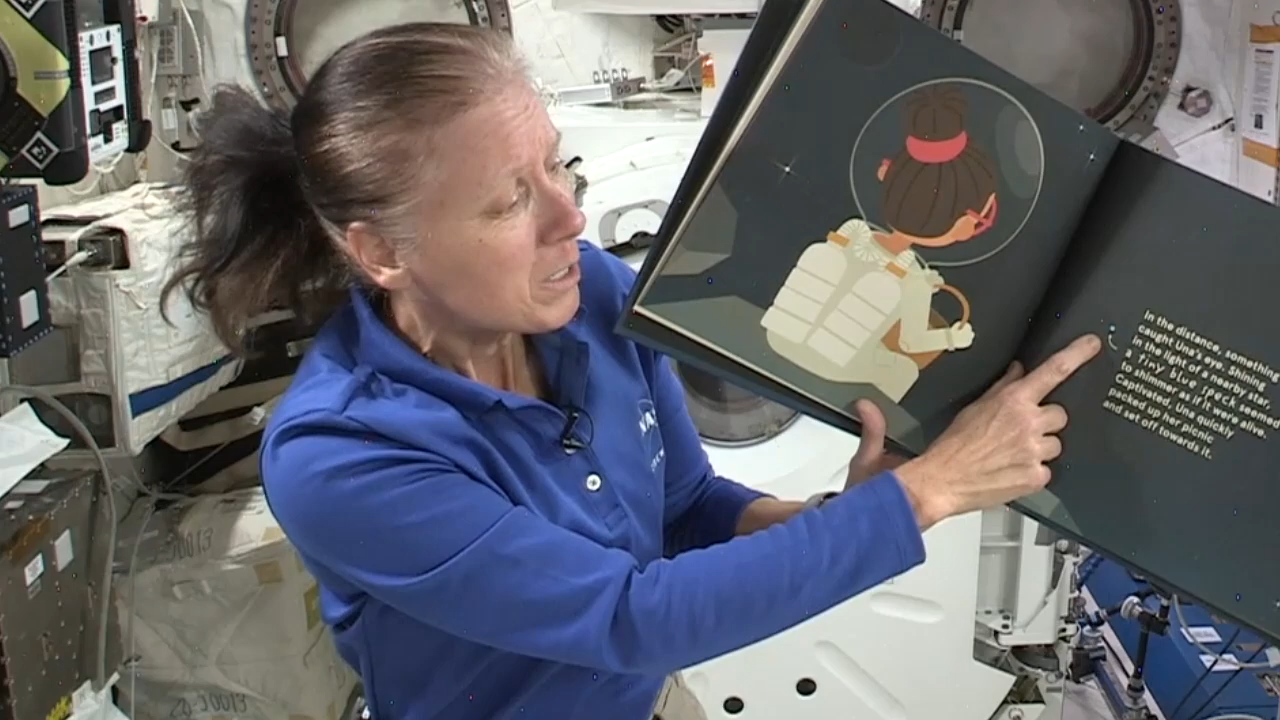 In the distance, something
caught Una's eye. Shining
in the light of a nearby star,
a tiny blue speck seemed
to shimmer as if it were alive.
Captivated, Una quickly
packed up her picnic
and set off towards it.